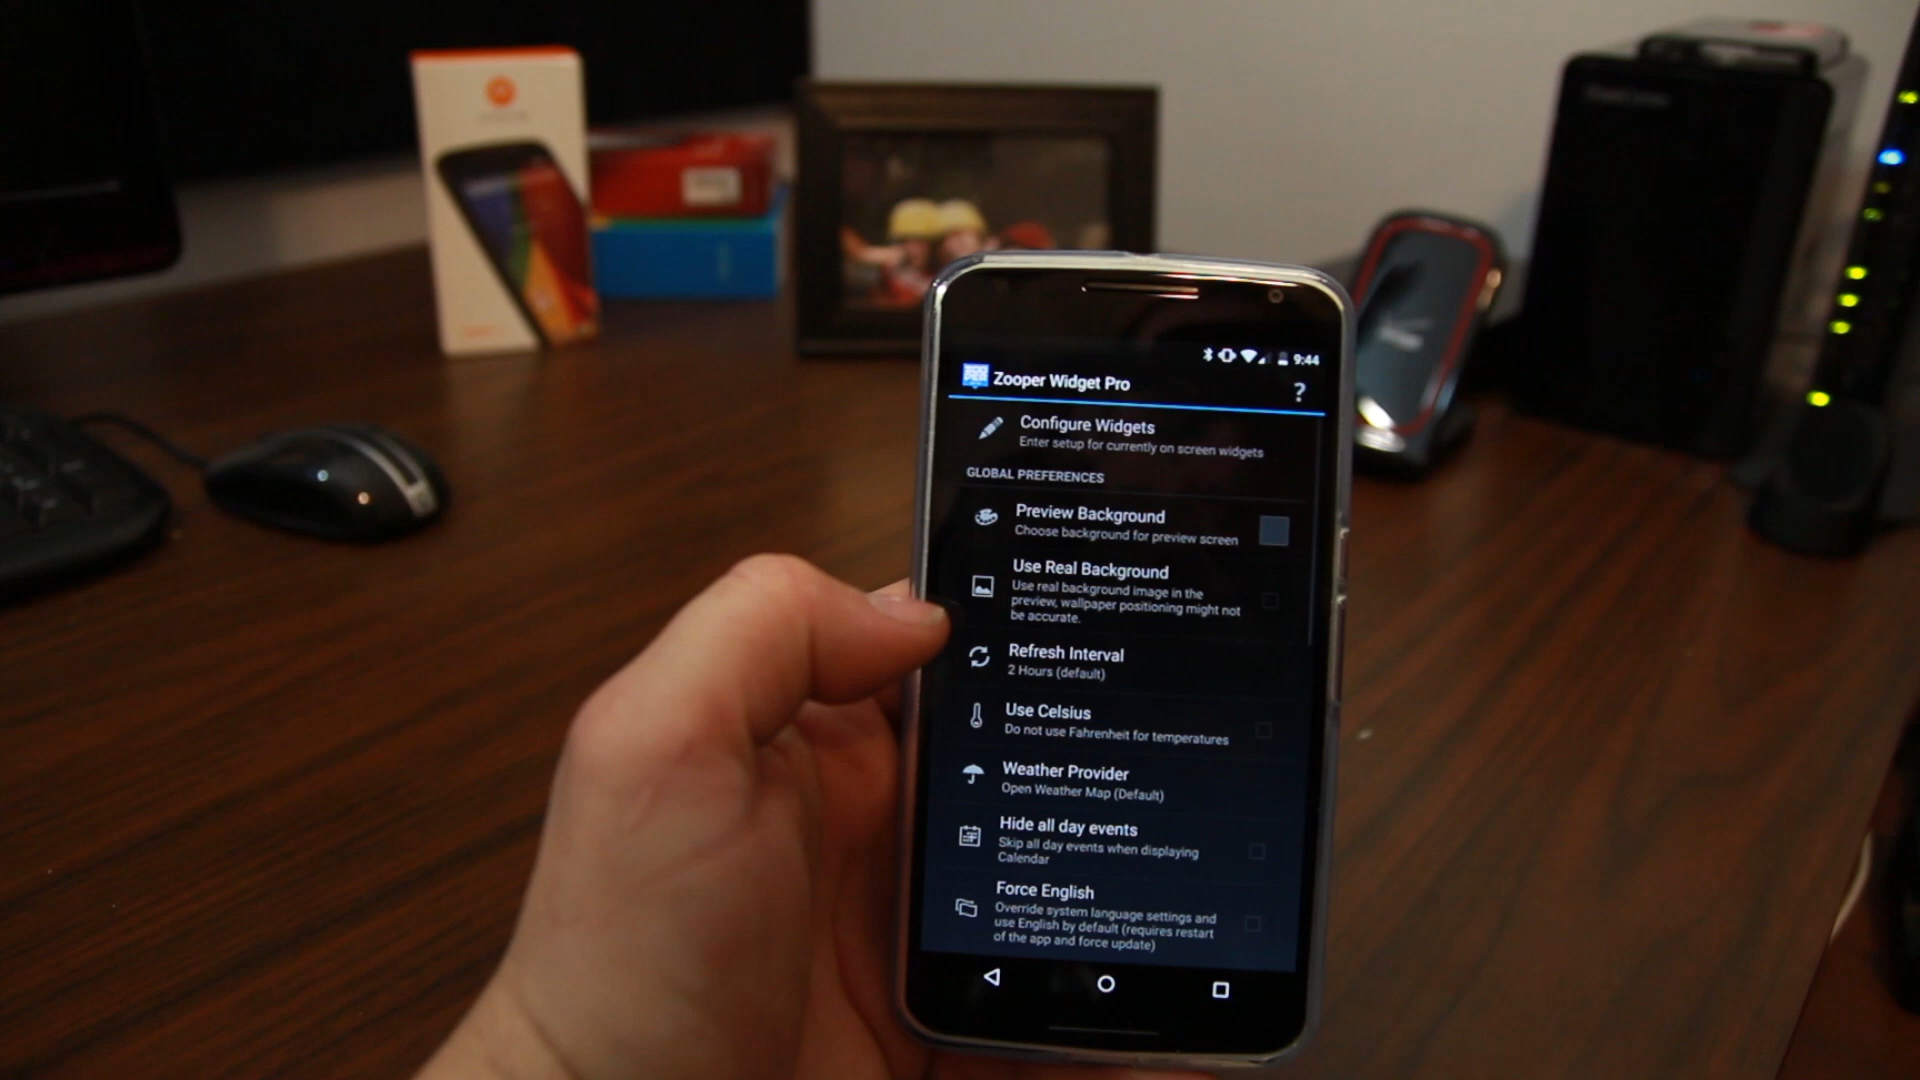 9:44
ZOO
PER
Zooper Widget Pro
?
Configure Widgets
Enter setup for currently on screen widgets
GLOBAL PREFERENCES
Preview Background
Choose background for preview screen
Use Real Background
Use real background image in the
preview, wallpaper positioning might not
be accurate.
Refresh Interval
2 Hours (default)
Use Celsius
Do not use Fahrenheit for temperatures
Weather Provider
Open Weather Map (Default)
Hide all day events
Skip all day events when displaying
Calendar
Force English
Override system language settings and
use English by default (requires restart
of the app and force update)